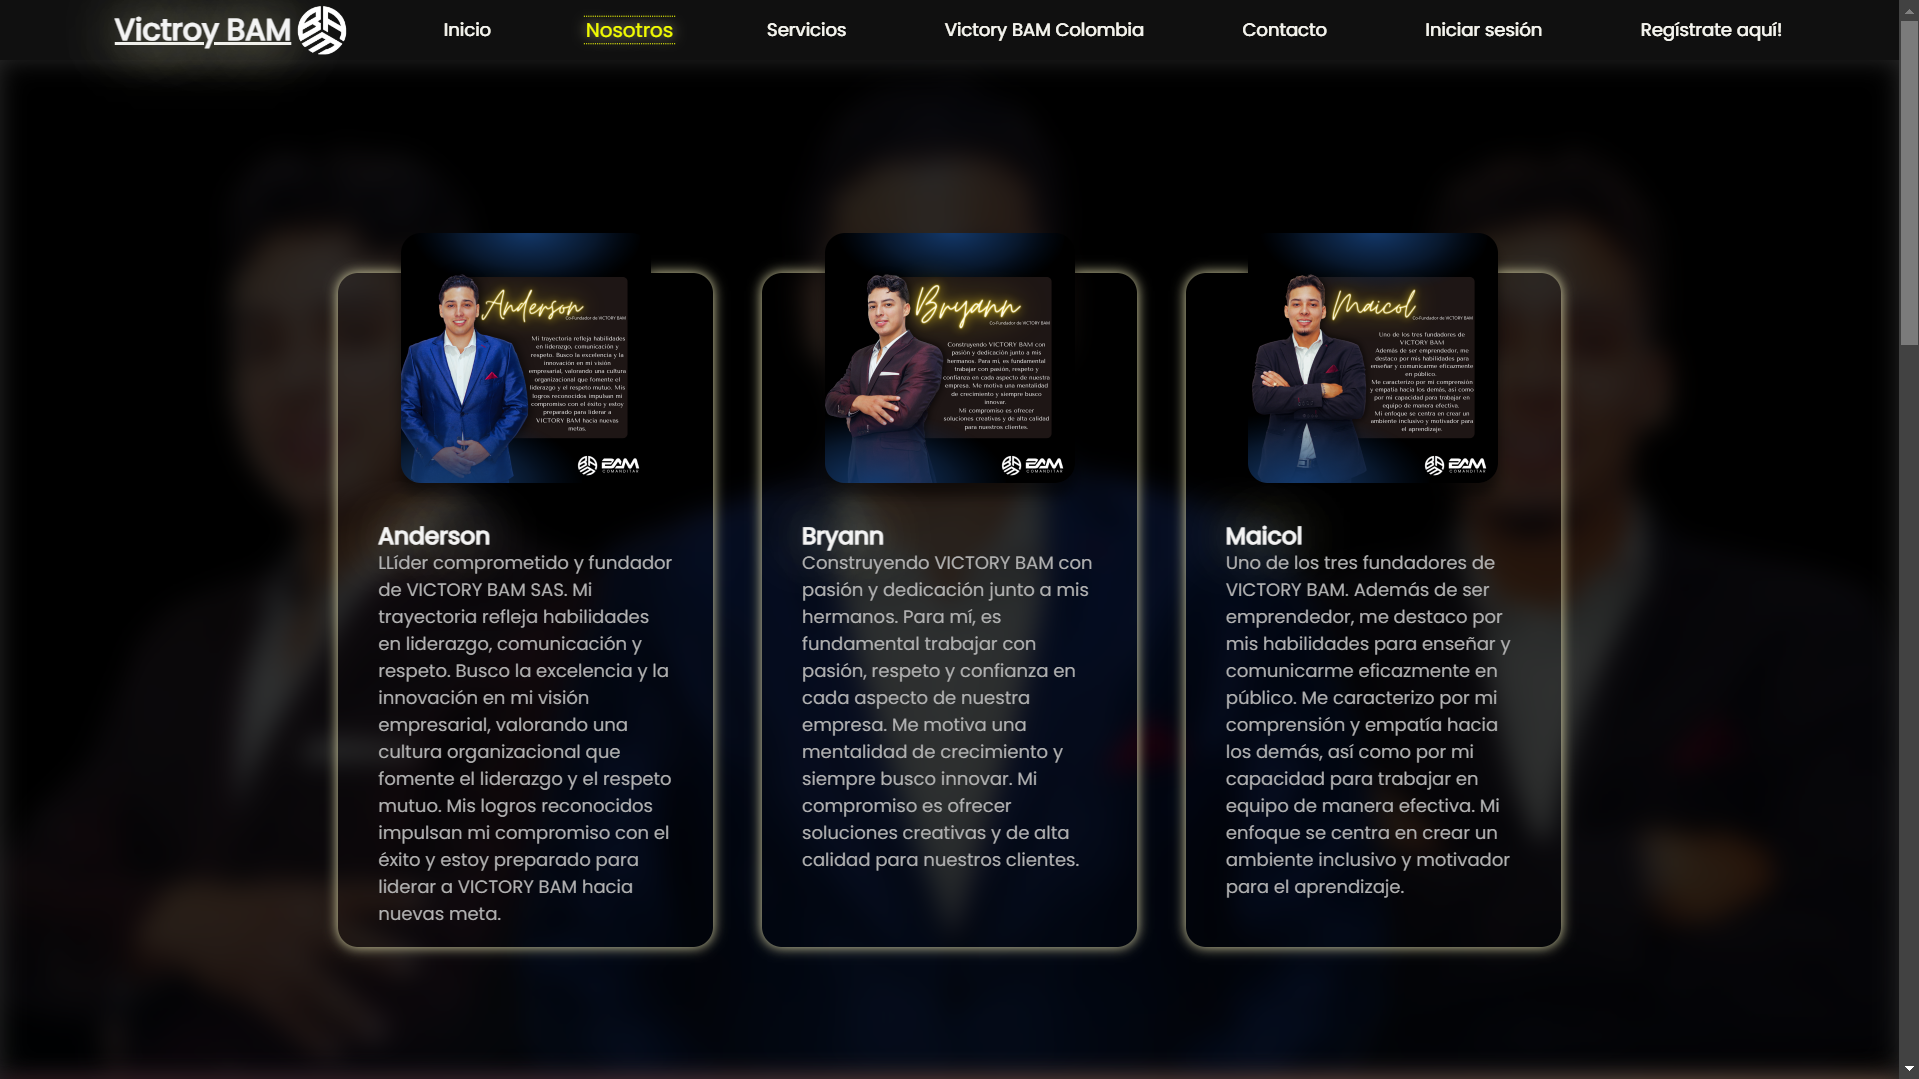 Victroy BAM
Inicio
Nosotros
Servicios
Victory BAM Colombia
Contacto
Iniciar sesión
Regístrate aquí!
Anderson
Co-Fundador de VICTORY BAM
Mi trayectoria refleja habilidades
en liderazgo, comunicación y
respeto. Busco la excelencia y la
innovación en mi visión
empresarial, valorando una cultura
organizacional que fomente el
liderazgo y el respeto mutuo. Mis
logros reconocidos impulsan mi
compromiso con el éxito y estoy
preparado para liderar a
VICTORY BAM hacia nuevas
metas.
BAM
COMANDITAR
Anderson
LLíder comprometido y fundador
de VICTORY BAM SAS. Mi
trayectoria refleja habilidades
en liderazgo, comunicación y
respeto. Busco la excelencia y la
innovación en mi visión
empresarial, valorando una
cultura organizacional que
fomente el liderazgo y el respeto
mutuo. Mis logros reconocidos
impulsan mi compromiso con el
éxito y estoy preparado para
liderar a VICTORY BAM hacia
nuevas meta.
Bryann
Co-Fundador de VICTORY BAM
Construyendo VICTORY BAM con
pasión y dedicación junto a mis
hermanos. Para mí, es fundamental
trabajar con pasión, respeto y
confianza en cada aspecto de nuestra
empresa. Me motiva una mentalidad
de crecimiento y siempre busco
innovar.
Mi compromiso es ofrecer
soluciones creativas y de alta calidad
para nuestros clientes.
BAM
COMANDITAR
Bryann
Construyendo VICTORY BAM con
pasión y dedicación junto a mis
hermanos. Para mí, es
fundamental trabajar con
pasión, respeto y confianza en
cada aspecto de nuestra
empresa. Me motiva una
mentalidad de crecimiento y
siempre busco innovar. Mi
compromiso es ofrecer
soluciones creativas y de alta
calidad para nuestros clientes.
Maicol
Co-Fundador de VICTORY BAM
Uno de los tres fundadores de
VICTORY BAM
Además de ser emprendedor, me
destaco por mis habilidades para
enseñar y comunicarme eficazmente
en público.
Me caracterizo por mi comprensión
y empatía hacia los demás, así como
por mi capacidad para trabajar en
equipo de manera efectiva.
Mi enfoque se centra en crear un
ambiente inclusivo y motivador para
el aprendizaje.
BAM
COMANDITAR
Maicol
Uno de los tres fundadores de
VICTORY BAM. Además de ser
emprendedor, me destaco por
mis habilidades para enseñar y
comunicarme eficazmente en
público. Me caracterizo por mi
comprensión y empatía hacia
los demás, así como por mi
capacidad para trabajar en
equipo de manera efectiva. Mi
enfoque se centra en crear un
ambiente inclusivo y motivador
para el aprendizaje.